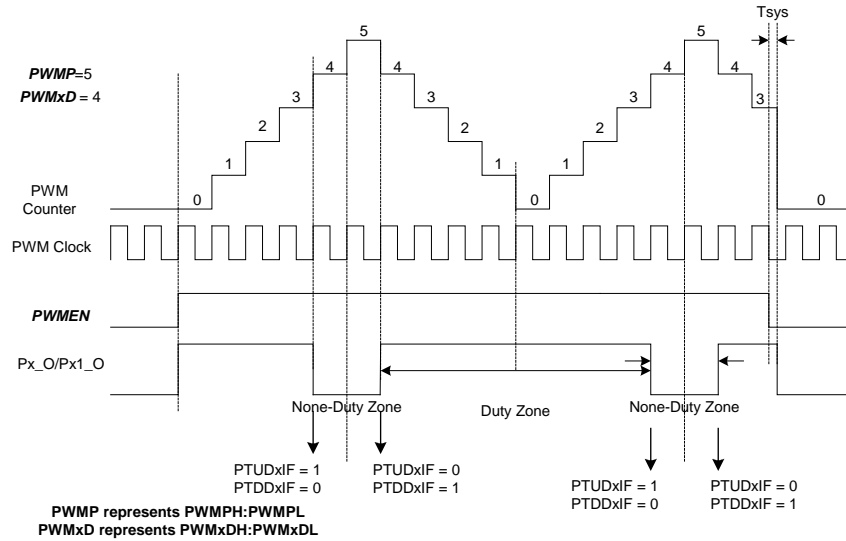 Tsys
5
5
PWMP=5
4
4
4
4
PWMxD = 4
3
3
3
3
2
2
2
2
1
1
1
1
PWM
Counter
0
0
0
PWM Clock
PWMEN
Px_O/Px1_O
None-Duty Zone
Duty Zone
None-Duty Zone
PTUDxIF = 1
PTDDxIF = 0
PTUDxIF = 0
PTDDxIF = 1
PTUDxIF = 1
PTDDxIF = 0
PTUDxIF = 0
PTDDxIF = 1
PWMP represents PWMPH:PWMPL
PWMxD represents PWMxDH:PWMxDL